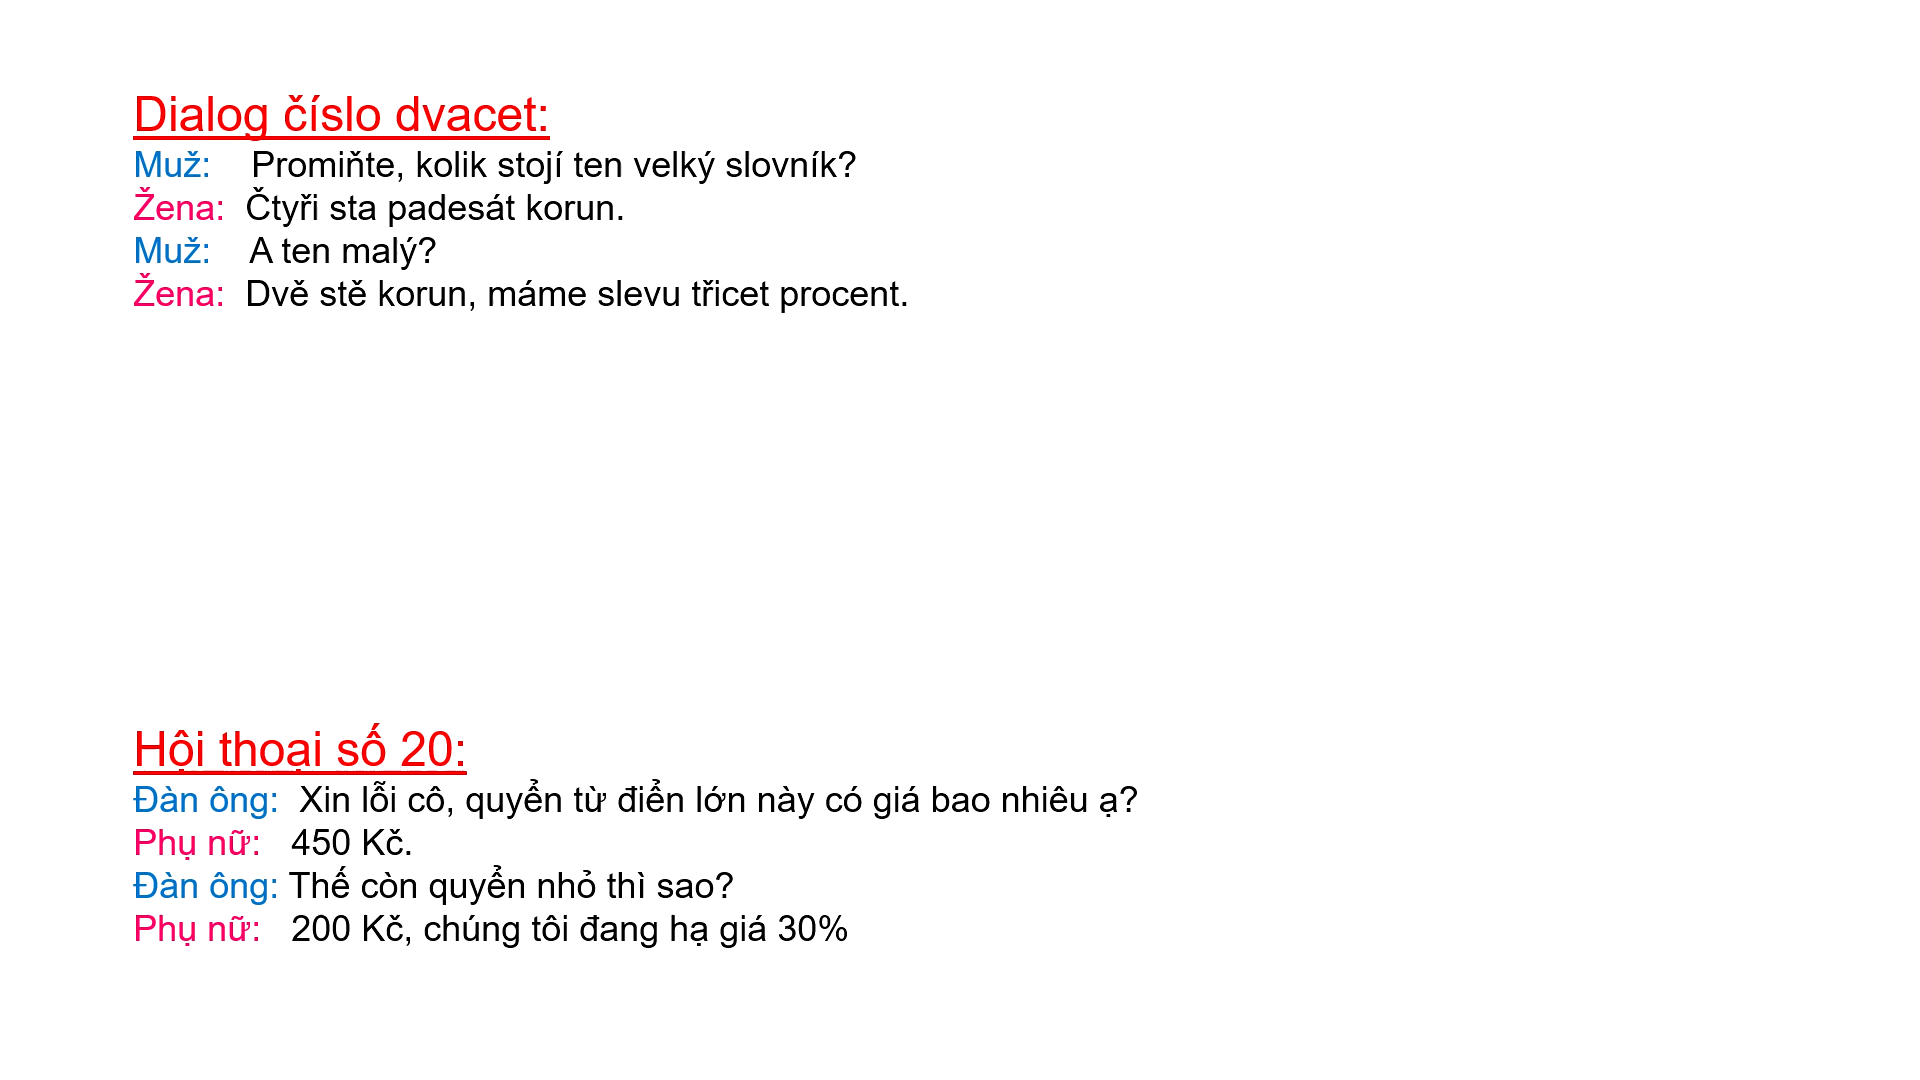 Dialog číslo dvacet:
Muž: Promiňte, kolik stojí ten velký slovník?
Žena: Čtyři sta padesát korun.
Muž: A ten malý?
Žena: Dvě stě korun, máme slevu třicet procent.
Hội thoại số 20:
Đàn ông: Xin lỗi cô, quyển từ điển lớn này có giá bao nhiêu ạ?
Phụ nữ: 450 Kč.
Đàn ông: Thế còn quyển nhỏ thì sao?
Phụ nữ: 200 Kč, chúng tôi đang hạ giá 30%